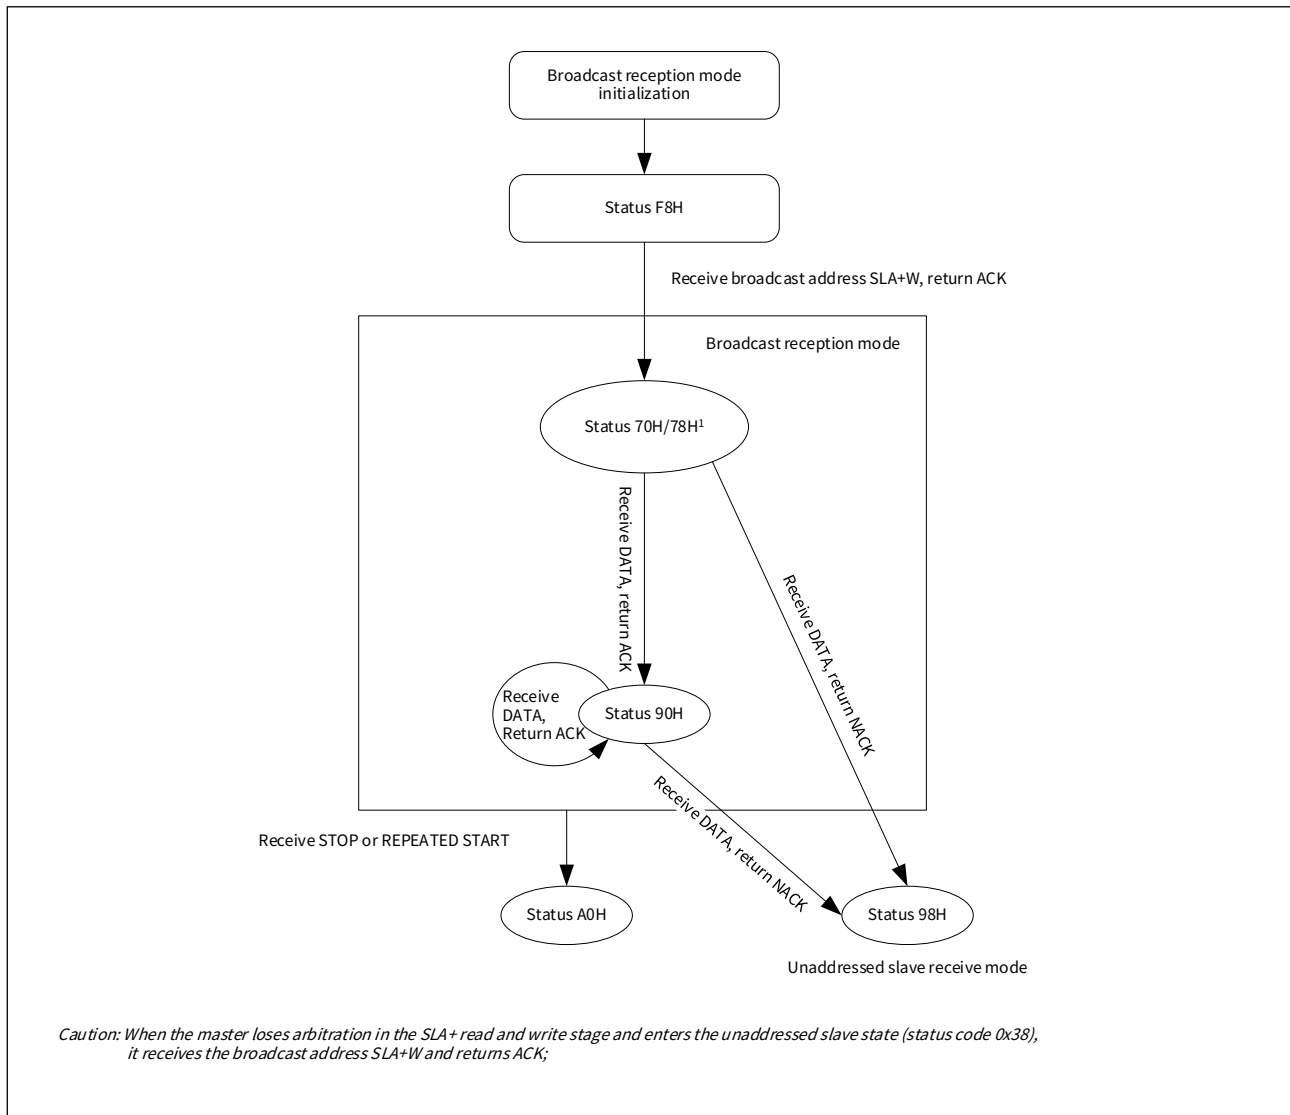 Broadcast reception mode
initialization
Status F8H
Receive broadcast address SLA+W, return ACK
Broadcast reception mode
Status 70H/78H¹
Receive DATA, return ACK
Receive DATA, return NACK
Receive
DATA,
Return ACK
Status 90H
Receive DATA, return NACK
Receive STOP or REPEATED START
Status A0H
Status 98H
Unaddressed slave receive mode
Caution: When the master loses arbitration in the SLA+ read and write stage and enters the unaddressed slave state (status code 0x38),
it receives the broadcast address SLA+W and returns ACK;